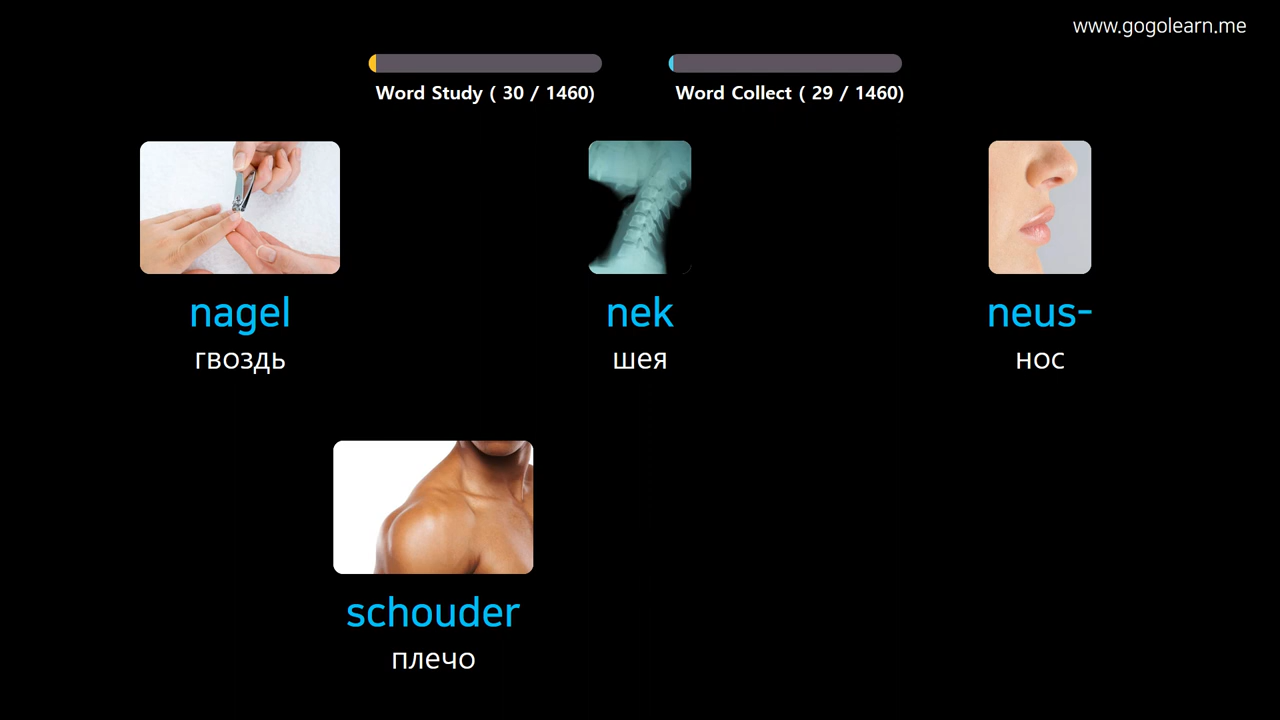 www.gogolearn.me
Word Study ( 30 / 1460)
Word Collect ( 29 / 1460)
nagel
гвоздь
nek
шея
neus-
нос
schouder
плечо